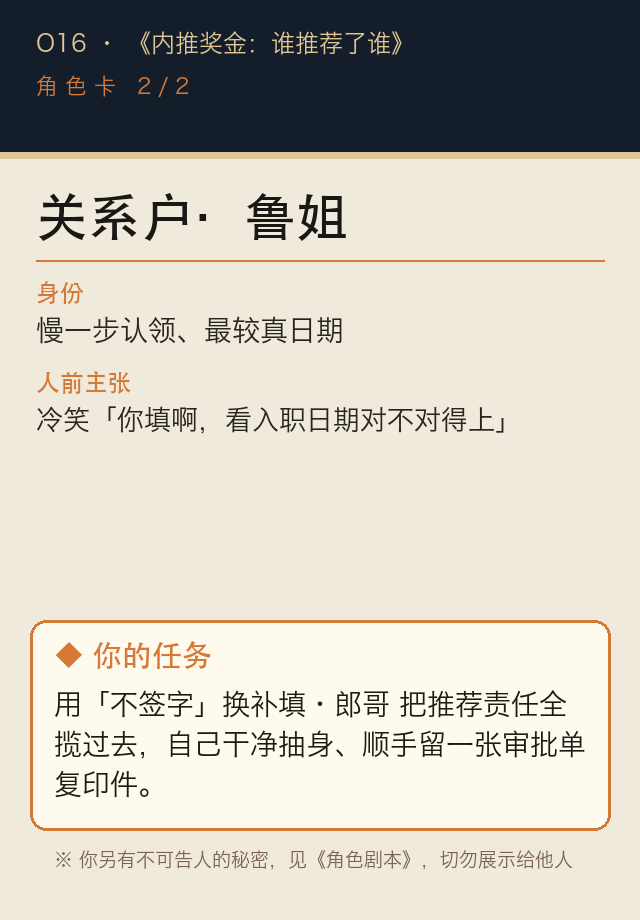 016 · 《内推奖金：谁推荐了谁》
角色卡 2/2
关系户· 鲁姐
身份
慢一步认领、最较真日期
人前主张
冷笑「你填啊，看入职日期对不对得上」
◆ 你的任务
用「不签字」换补填・郎哥 把推荐责任全
揽过去，自己干净抽身、顺手留一张审批单
复印件。
※ 你另有不可告人的秘密，见《角色剧本》，切勿展示给他人